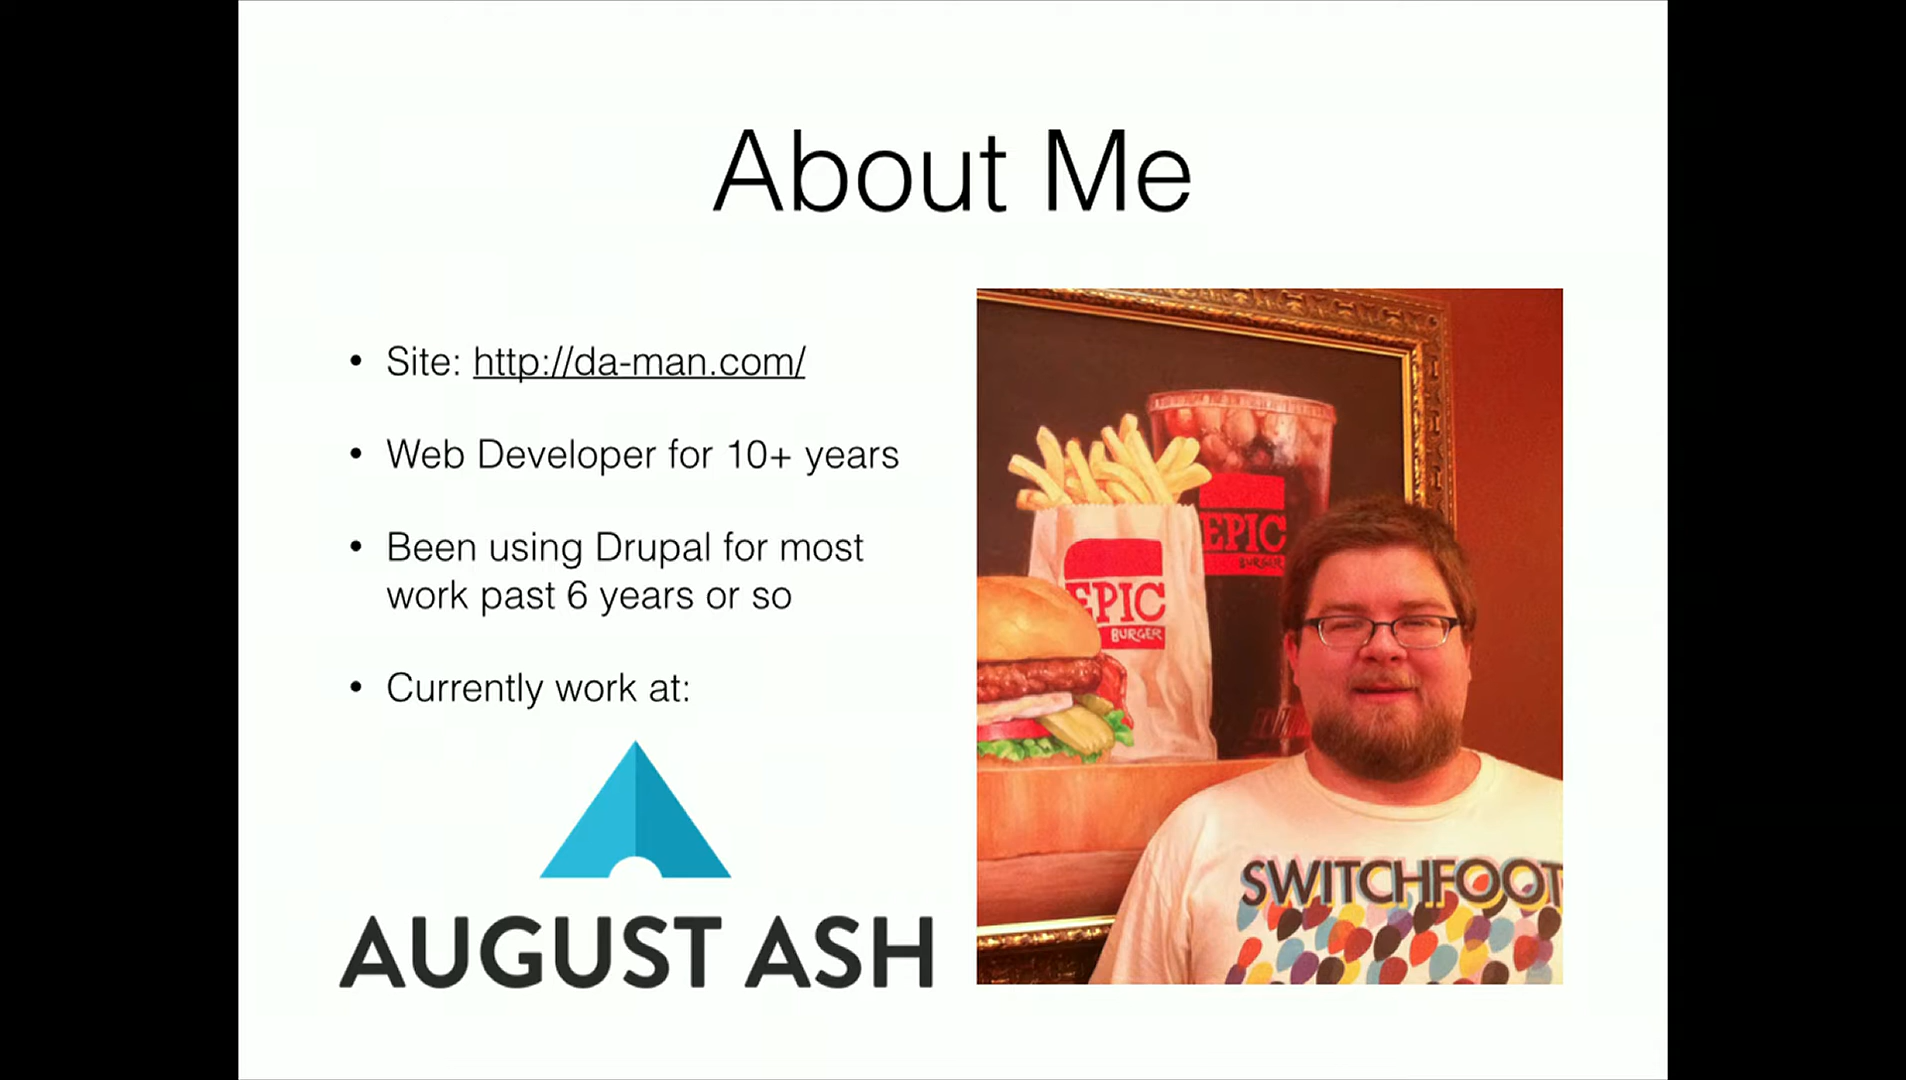 About Me
• Site: http://da-man.com/
• Web Developer for 10+ years
• Been using Drupal for most
work past 6 years or so
• Currently work at:
AUGUST ASH
EPIC
BURGER
EPIC
BURGER
SWITCHFOOT